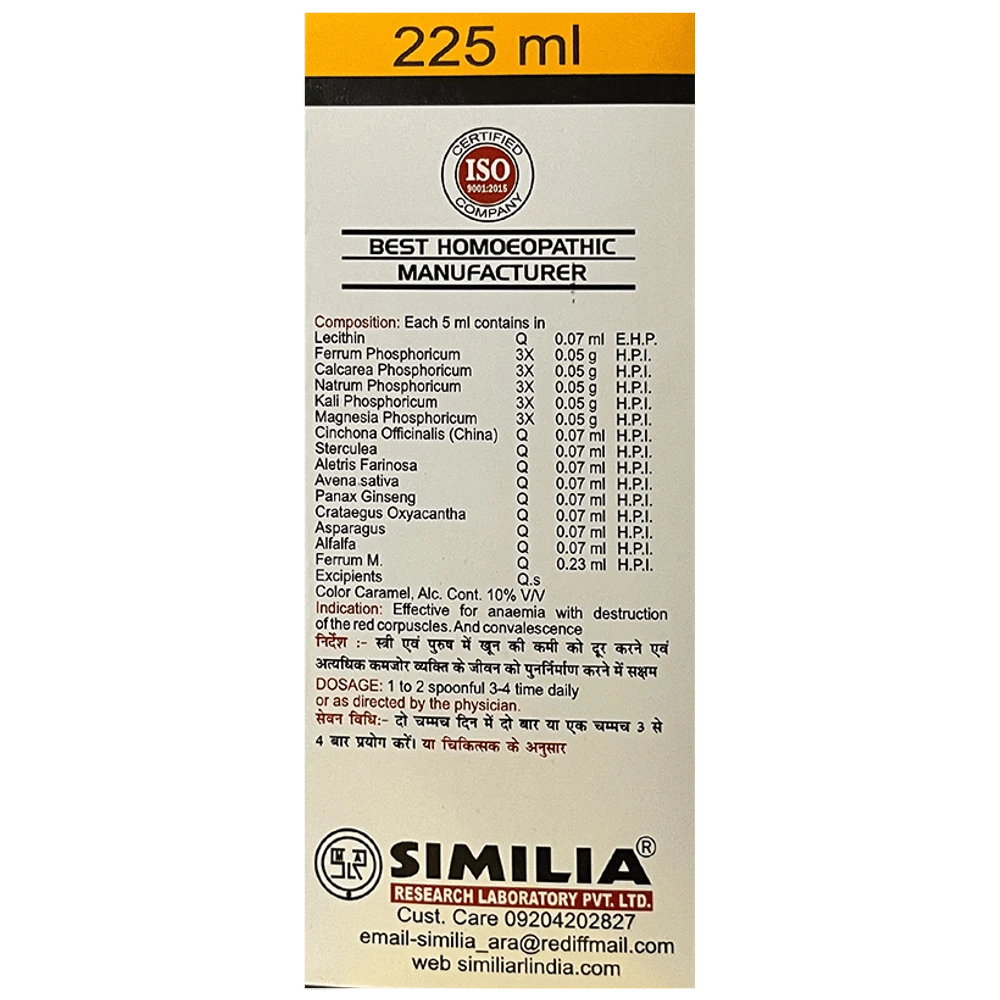 225 ml
CERTIFIED
ISO
9001:2015
COMPANY
BEST HOMOEOPATHIC
MANUFACTURER
Composition: Each 5 ml contains in
Lecithin Q 0.07 ml E.H.P.
Ferrum Phosphoricum 3X 0.05 g H.P.I.
Calcarea Phosphoricum 3X 0.05 g H.P.I.
Natrum Phosphoricum 3X 0.05 g H.P.I.
Kali Phosphoricum 3X 0.05 g H.P.I.
Magnesia Phosphoricum 3X 0.05 g H.P.I.
Cinchona Officinalis (China) Q 0.07 ml H.P.I.
Sterculea Q 0.07 ml H.P.I.
Aletris Farinosa Q 0.07 ml H.P.I.
Avena sativa Q 0.07 ml H.P.I.
Panax Ginseng Q 0.07 ml H.P.I.
Crataegus Oxyacantha Q 0.07 ml H.P.I.
Asparagus Q 0.07 ml H.P.I.
Alfalfa Q 0.07 ml H.P.I.
Ferrum M. Q 0.23 ml H.P.I.
Excipients Q.s
Color Caramel, Alc. Cont. 10% V/V
Indication: Effective for anaemia with destruction
of the red corpuscles. And convalescence
निर्देश :- स्त्री एवं पुरुष में खून की कमी को दूर करने एवं
अत्यधिक कमजोर व्यक्ति के जीवन को पुनर्निर्माण करने में सक्षम
DOSAGE: 1 to 2 spoonful 3-4 time daily
or as directed by the physician.
सेवन विधि:- दो चम्मच दिन में दो बार या एक चम्मच 3 से
4 बार प्रयोग करें। या चिकित्सक के अनुसार
SIMILIA®
RESEARCH LABORATORY PVT. LTD.
Cust. Care 09204202827
email-similia_ara@rediffmail.com
web similiarlindia.com